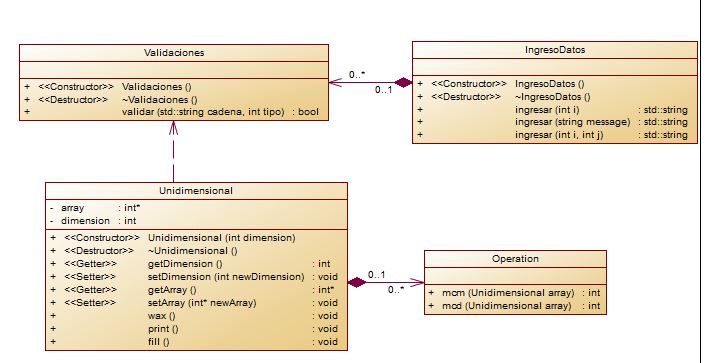 Validaciones
+ <<Constructor>> Validaciones ()
+ <<Destructor>> ~Validaciones ()
+ validar (std::string cadena, int tipo) : bool
0..*
0..1
IngresoDatos
+ <<Constructor>> IngresoDatos ()
+ <<Destructor>> ~IngresoDatos ()
+ ingresar (int i) : std::string
+ ingresar (string message) : std::string
+ ingresar (int i, int j) : std::string
Unidimensional
- array : int*
- dimension : int
+ <<Constructor>> Unidimensional (int dimension)
+ <<Destructor>> ~Unidimensional ()
+ <<Getter>> getDimension () : int
+ <<Setter>> setDimension (int newDimension) : void
+ <<Getter>> getArray () : int*
+ <<Setter>> setArray (int* newArray) : void
+ wax () : void
+ print () : void
+ fill () : void
0..1
0..*
Operation
+ mcm (Unidimensional array) : int
+ mcd (Unidimensional array) : int